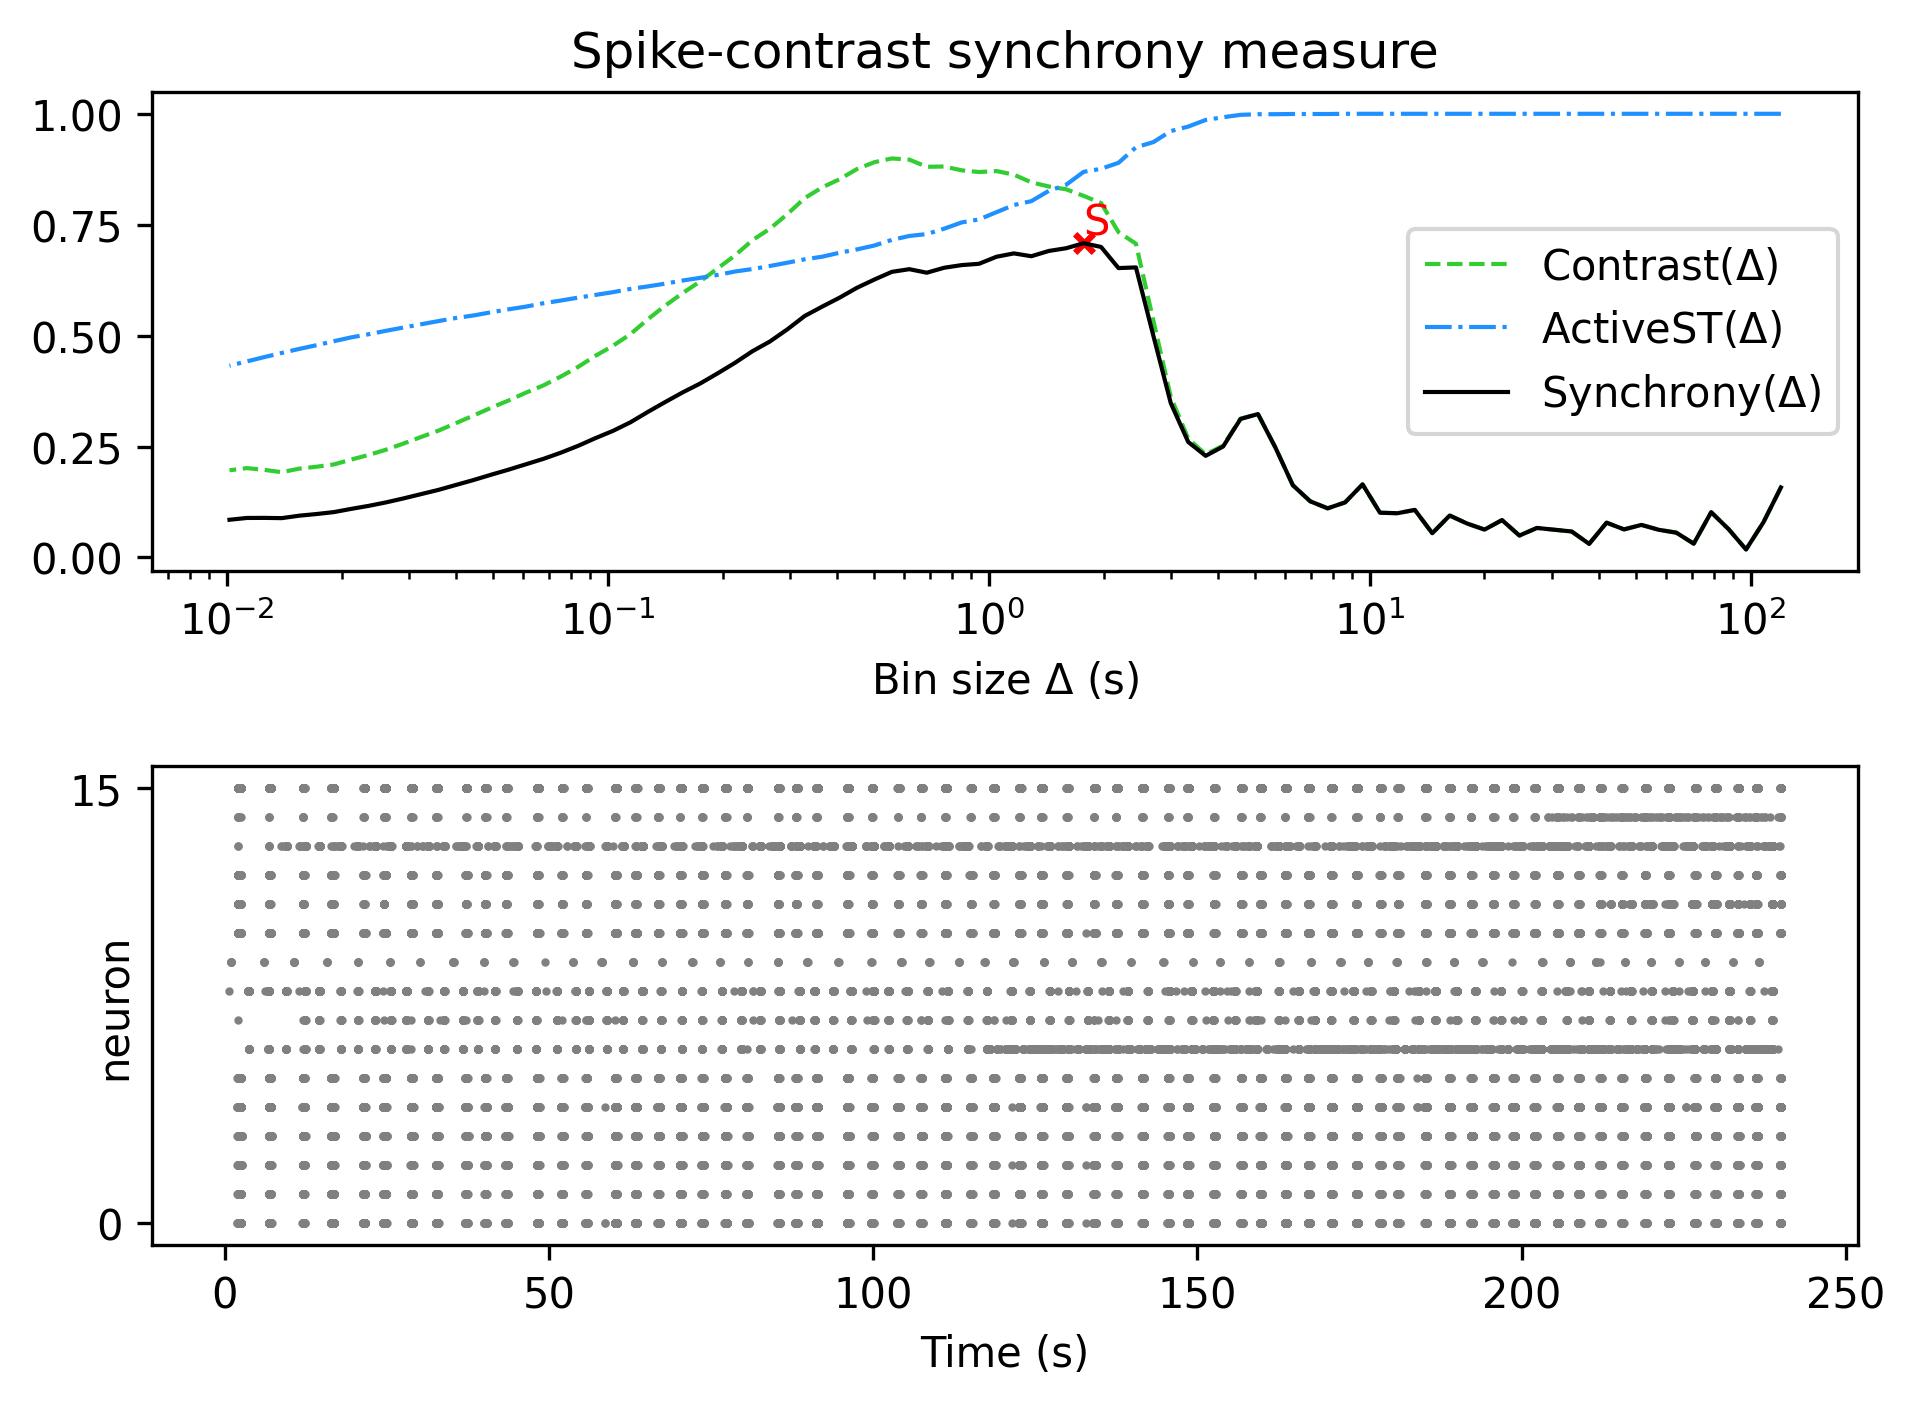 Spike-contrast synchrony measure
1.00
0.75
0.50
0.25
0.00
S
Contrast(Δ)
ActiveST(Δ)
Synchrony(Δ)
10⁻² 10⁻¹ 10⁰ 10¹ 10²
Bin size Δ (s)
15
neuron
0
0 50 100 150 200 250
Time (s)